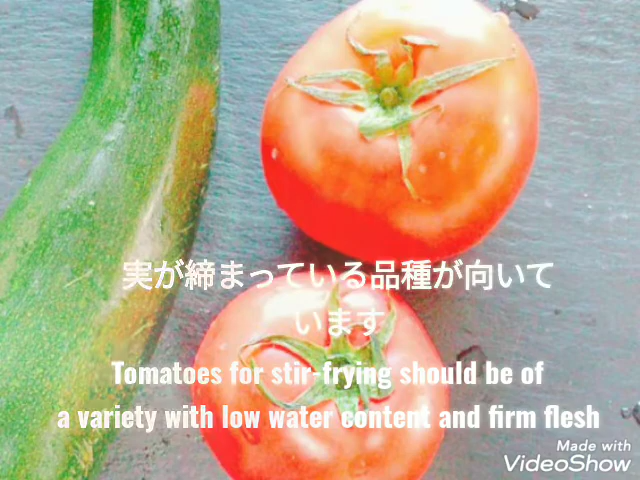 実が締まっている品種が向いて
います
Tomatoes for stir-frying should be of
a variety with low water content and firm flesh
Made with
VideoShow